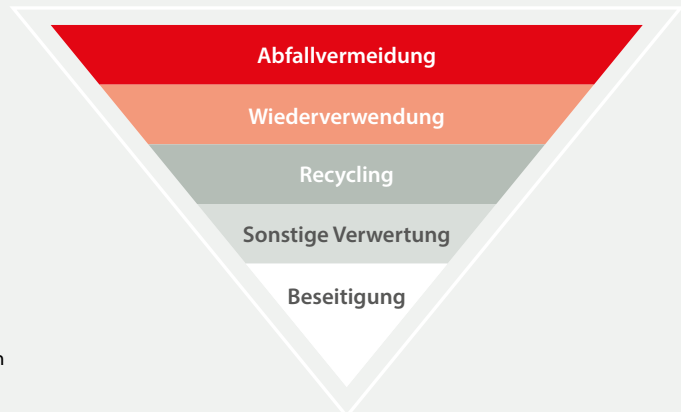 Abfallvermeidung
Wiederverwendung
Recycling
Sonstige Verwertung
Beseitigung
n